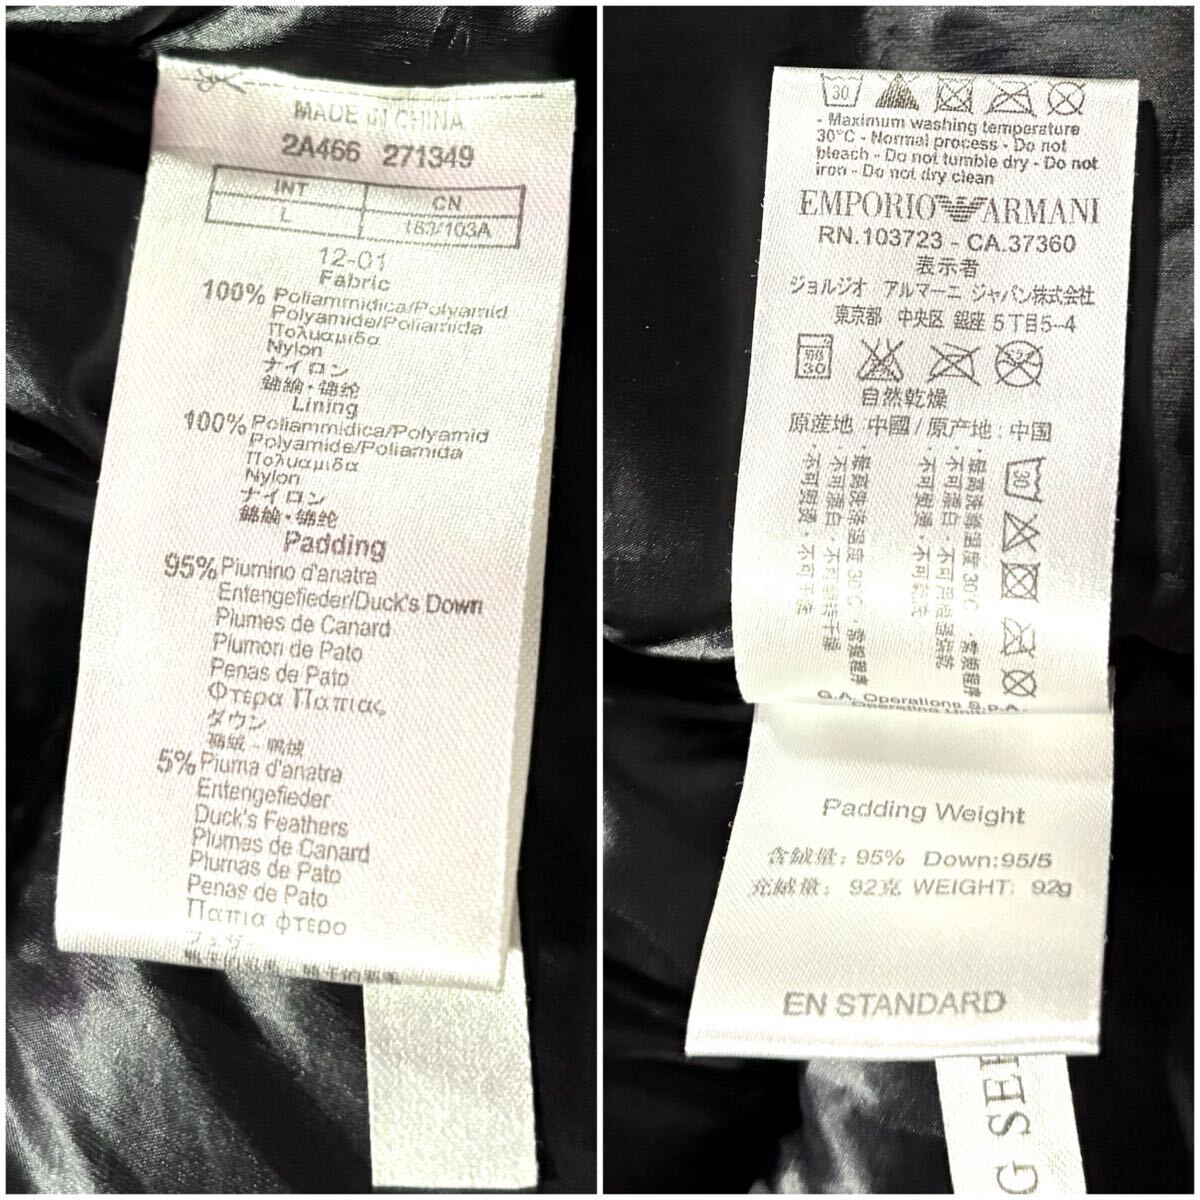 MADE IN CHINA
2A466 271349
INT CN
L 183/103A
12-01
Fabric
100% Poliammidica/Polyamid
Polyamide/Poliamida
Πολυαμιδα
Nylon
ナイロン
錦綸・锦纶
Lining
100% Poliammidica/Polyamid
Polyamide/Poliamida
Πολυαμιδα
Nylon
ナイロン
錦綸・锦纶
Padding
95% Piumino d'anatra
Entengefieder/Duck's Down
Plumes de Canard
Plumon de Pato
Penas de Pato
Φτερα Παπιας
ダウン
5% Piuma d'anatra
Entengefieder
Duck's Feathers
Plumes de Canard
Plumas de Pato
Penas de Pato
Παπια φτερο
フェザー
30
- Maximum washing temperature
30°C - Normal process - Do not
bleach - Do not tumble dry - Do not
iron - Do not dry clean
EMPORIO ARMANI
RN.103723 - CA.37360
表示者
ジョルジオ アルマーニ ジャパン株式会社
東京都 中央区 銀座 5丁目5-4
30
自然乾燥
原産地:中國/原产地:中国
30
G.A. Operations S.p.A.
Padding Weight
含絨量: 95% Down:95/5
充絨量: 92克 WEIGHT: 92g
EN STANDARD
G SE